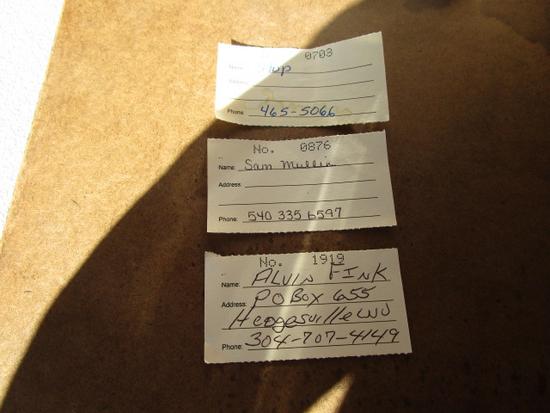 0703
Name:
Address:
Phone: 465-5066
No. 0876
Name: Sam Mullin
Address:
Phone: 540 335 6597
No. 1919
Name: ALVIN FINK
Address: PO BOX 655
Hedgesville WV
Phone: 304-707-4149